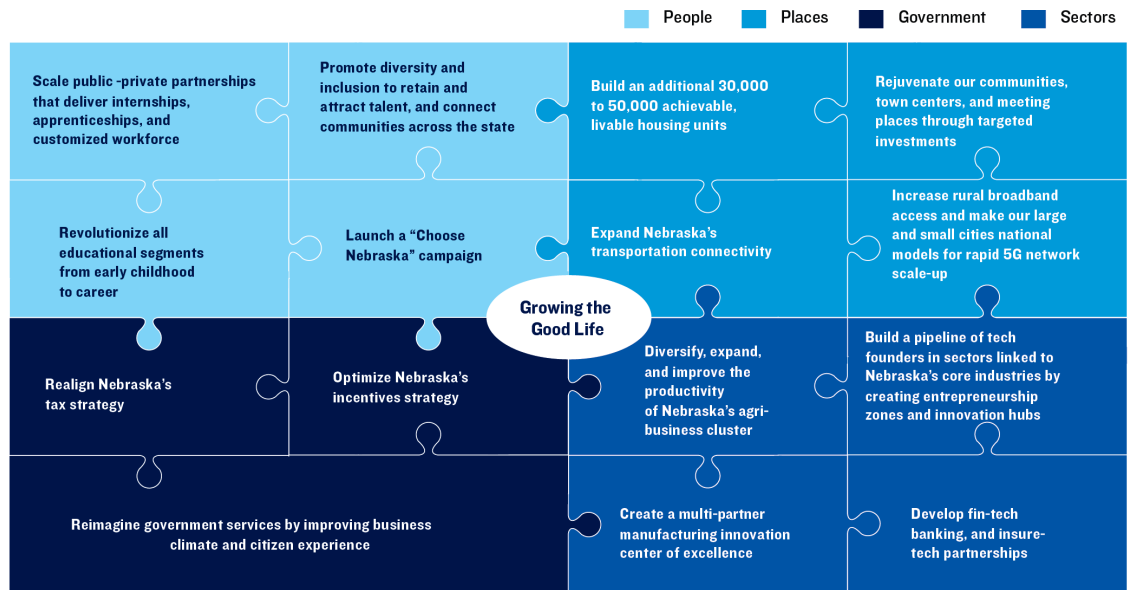 People
Places
Government
Sectors
Scale public -private partnerships
that deliver internships,
apprenticeships, and
customized workforce
Promote diversity and
inclusion to retain and
attract talent, and connect
communities across the state
Build an additional 30,000
to 50,000 achievable,
livable housing units
Rejuvenate our communities,
town centers, and meeting
places through targeted
investments
Revolutionize all
educational segments
from early childhood
to career
Launch a “Choose
Nebraska” campaign
Expand Nebraska’s
transportation connectivity
Increase rural broadband
access and make our large
and small cities national
models for rapid 5G network
scale-up
Growing the
Good Life
Realign Nebraska’s
tax strategy
Optimize Nebraska’s
incentives strategy
Diversify, expand,
and improve the
productivity
of Nebraska’s agri-
business cluster
Build a pipeline of tech
founders in sectors linked to
Nebraska’s core industries by
creating entrepreneurship
zones and innovation hubs
Reimagine government services by improving business
climate and citizen experience
Create a multi-partner
manufacturing innovation
center of excellence
Develop fin-tech
banking, and insure-
tech partnerships